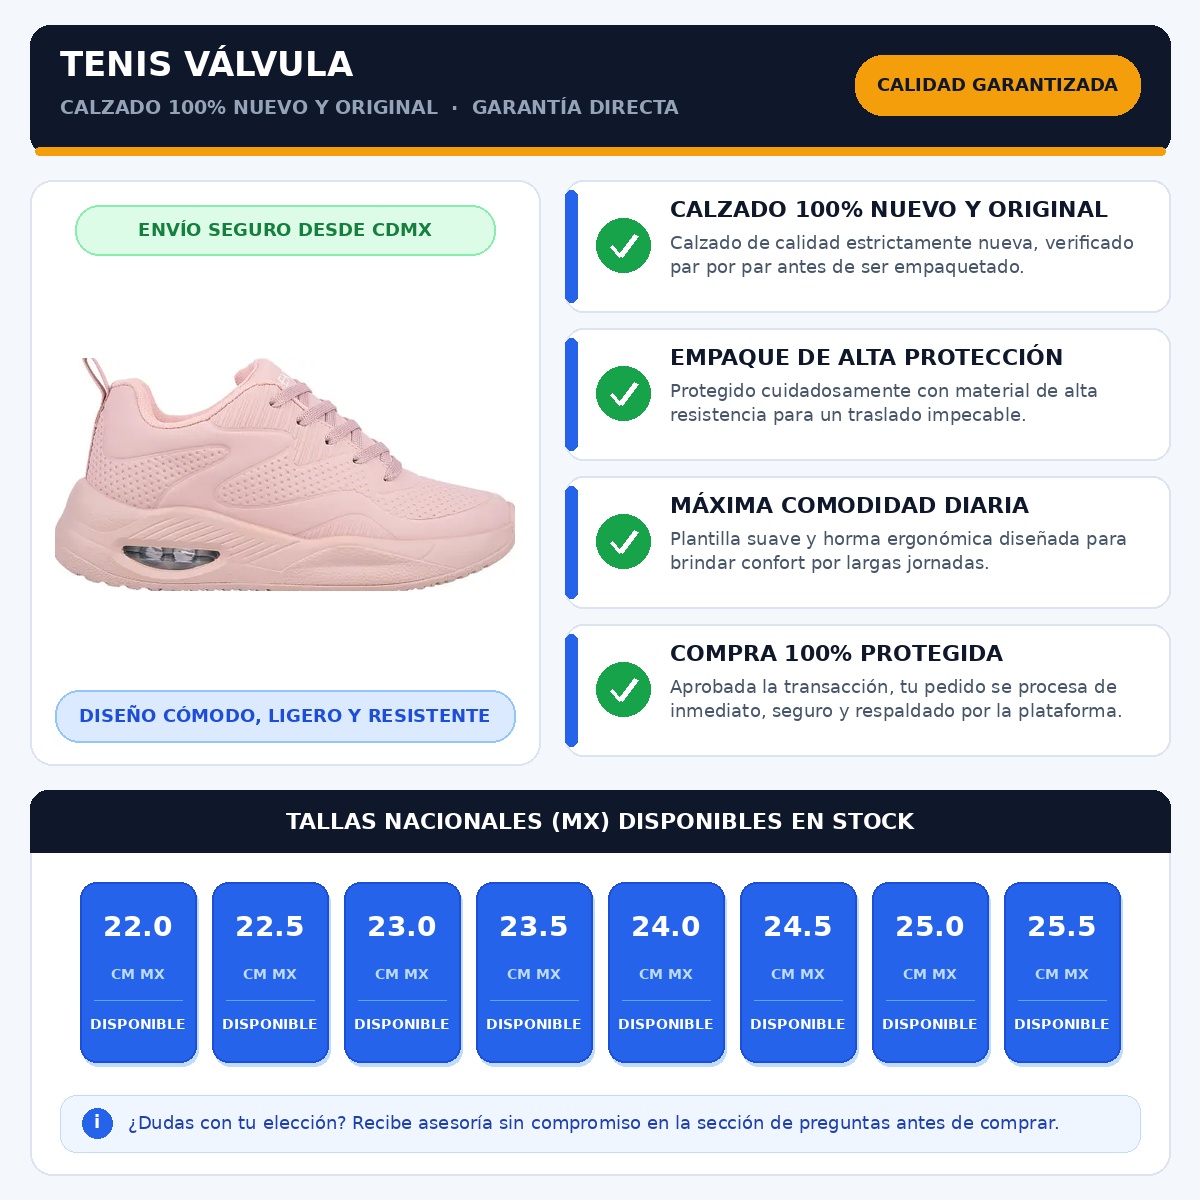 TENIS VÁLVULA
CALZADO 100% NUEVO Y ORIGINAL · GARANTÍA DIRECTA
CALIDAD GARANTIZADA
ENVÍO SEGURO DESDE CDMX
DISEÑO CÓMODO, LIGERO Y RESISTENTE
CALZADO 100% NUEVO Y ORIGINAL
Calzado de calidad estrictamente nueva, verificado
par por par antes de ser empaquetado.
EMPAQUE DE ALTA PROTECCIÓN
Protegido cuidadosamente con material de alta
resistencia para un traslado impecable.
MÁXIMA COMODIDAD DIARIA
Plantilla suave y horma ergonómica diseñada para
brindar confort por largas jornadas.
COMPRA 100% PROTEGIDA
Aprobada la transacción, tu pedido se procesa de
inmediato, seguro y respaldado por la plataforma.
TALLAS NACIONALES (MX) DISPONIBLES EN STOCK
22.0 22.5 23.0 23.5 24.0 24.5 25.0 25.5
CM MX CM MX CM MX CM MX CM MX CM MX CM MX CM MX
DISPONIBLE DISPONIBLE DISPONIBLE DISPONIBLE DISPONIBLE DISPONIBLE DISPONIBLE DISPONIBLE
i ¿Dudas con tu elección? Recibe asesoría sin compromiso en la sección de preguntas antes de comprar.